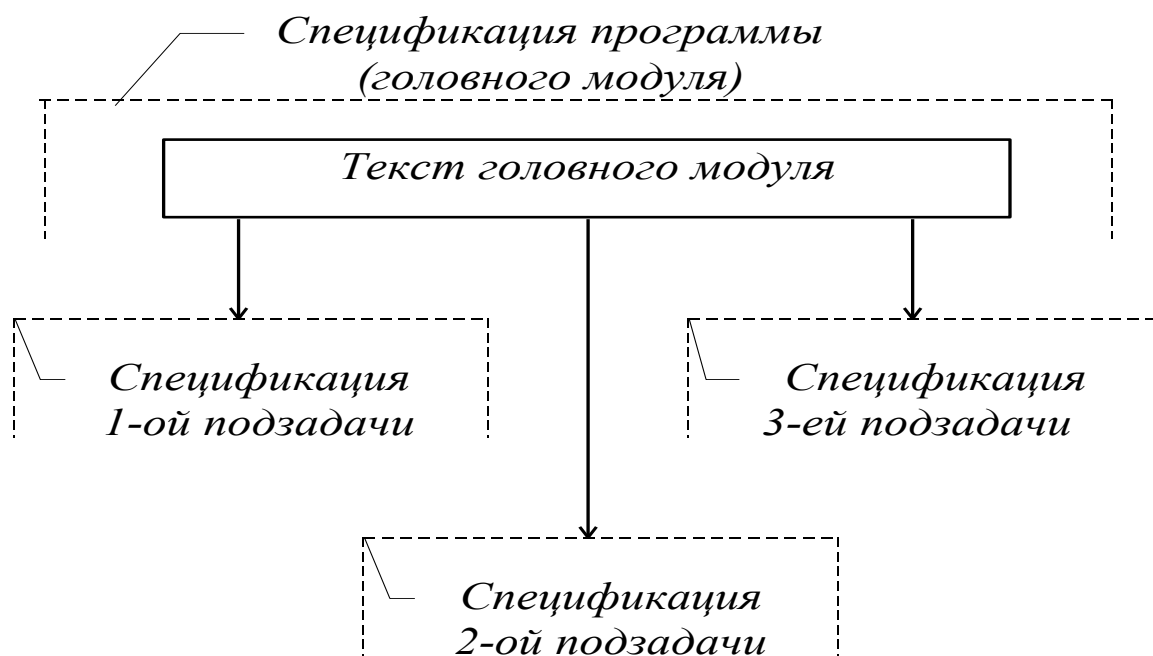 Спецификация программы
(головного модуля)
Текст головного модуля
Спецификация
1-ой подзадачи
Спецификация
3-ей подзадачи
Спецификация
2-ой подзадачи